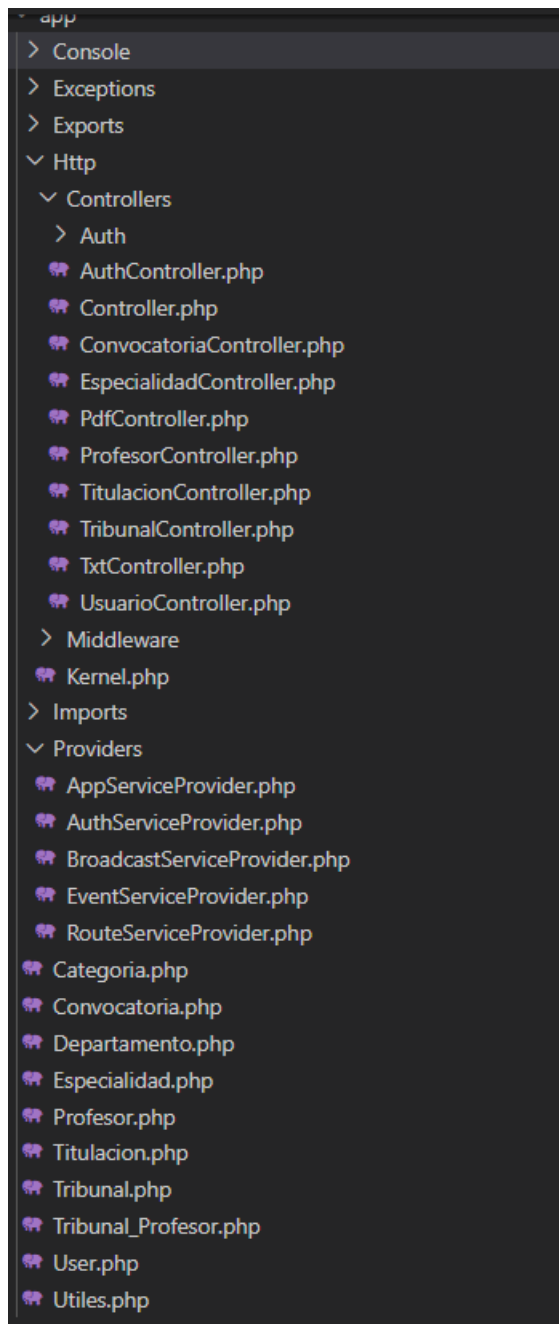 app
Console
Exceptions
Exports
Http
Controllers
Auth
AuthController.php
Controller.php
ConvocatoriaController.php
EspecialidadController.php
PdfController.php
ProfesorController.php
TitulacionController.php
TribunalController.php
TxtController.php
UsuarioController.php
Middleware
Kernel.php
Imports
Providers
AppServiceProvider.php
AuthServiceProvider.php
BroadcastServiceProvider.php
EventServiceProvider.php
RouteServiceProvider.php
Categoria.php
Convocatoria.php
Departamento.php
Especialidad.php
Profesor.php
Titulacion.php
Tribunal.php
Tribunal_Profesor.php
User.php
Utiles.php